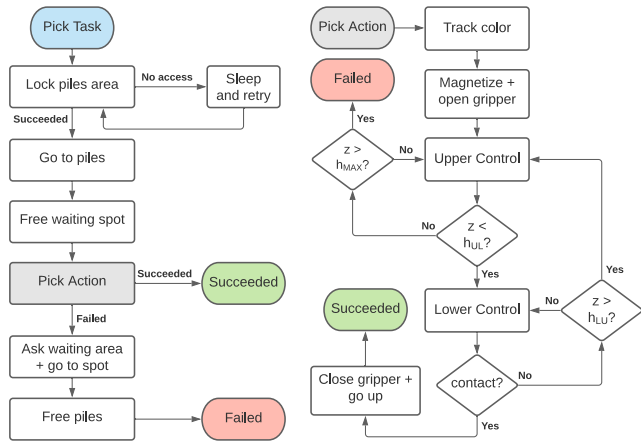 Pick Task
Lock piles area
No access
Sleep
and retry
Succeeded
Go to piles
Free waiting spot
Pick Action
Succeeded
Succeeded
Failed
Ask waiting area
+ go to spot
Free piles
Failed
Pick Action
Track color
Failed
Magnetize +
open gripper
Yes
z >
hMAX?
No
Upper Control
No
z <
hUL?
Yes
Yes
Lower Control
No
z >
hLU?
Succeeded
Close gripper +
go up
contact?
No
Yes